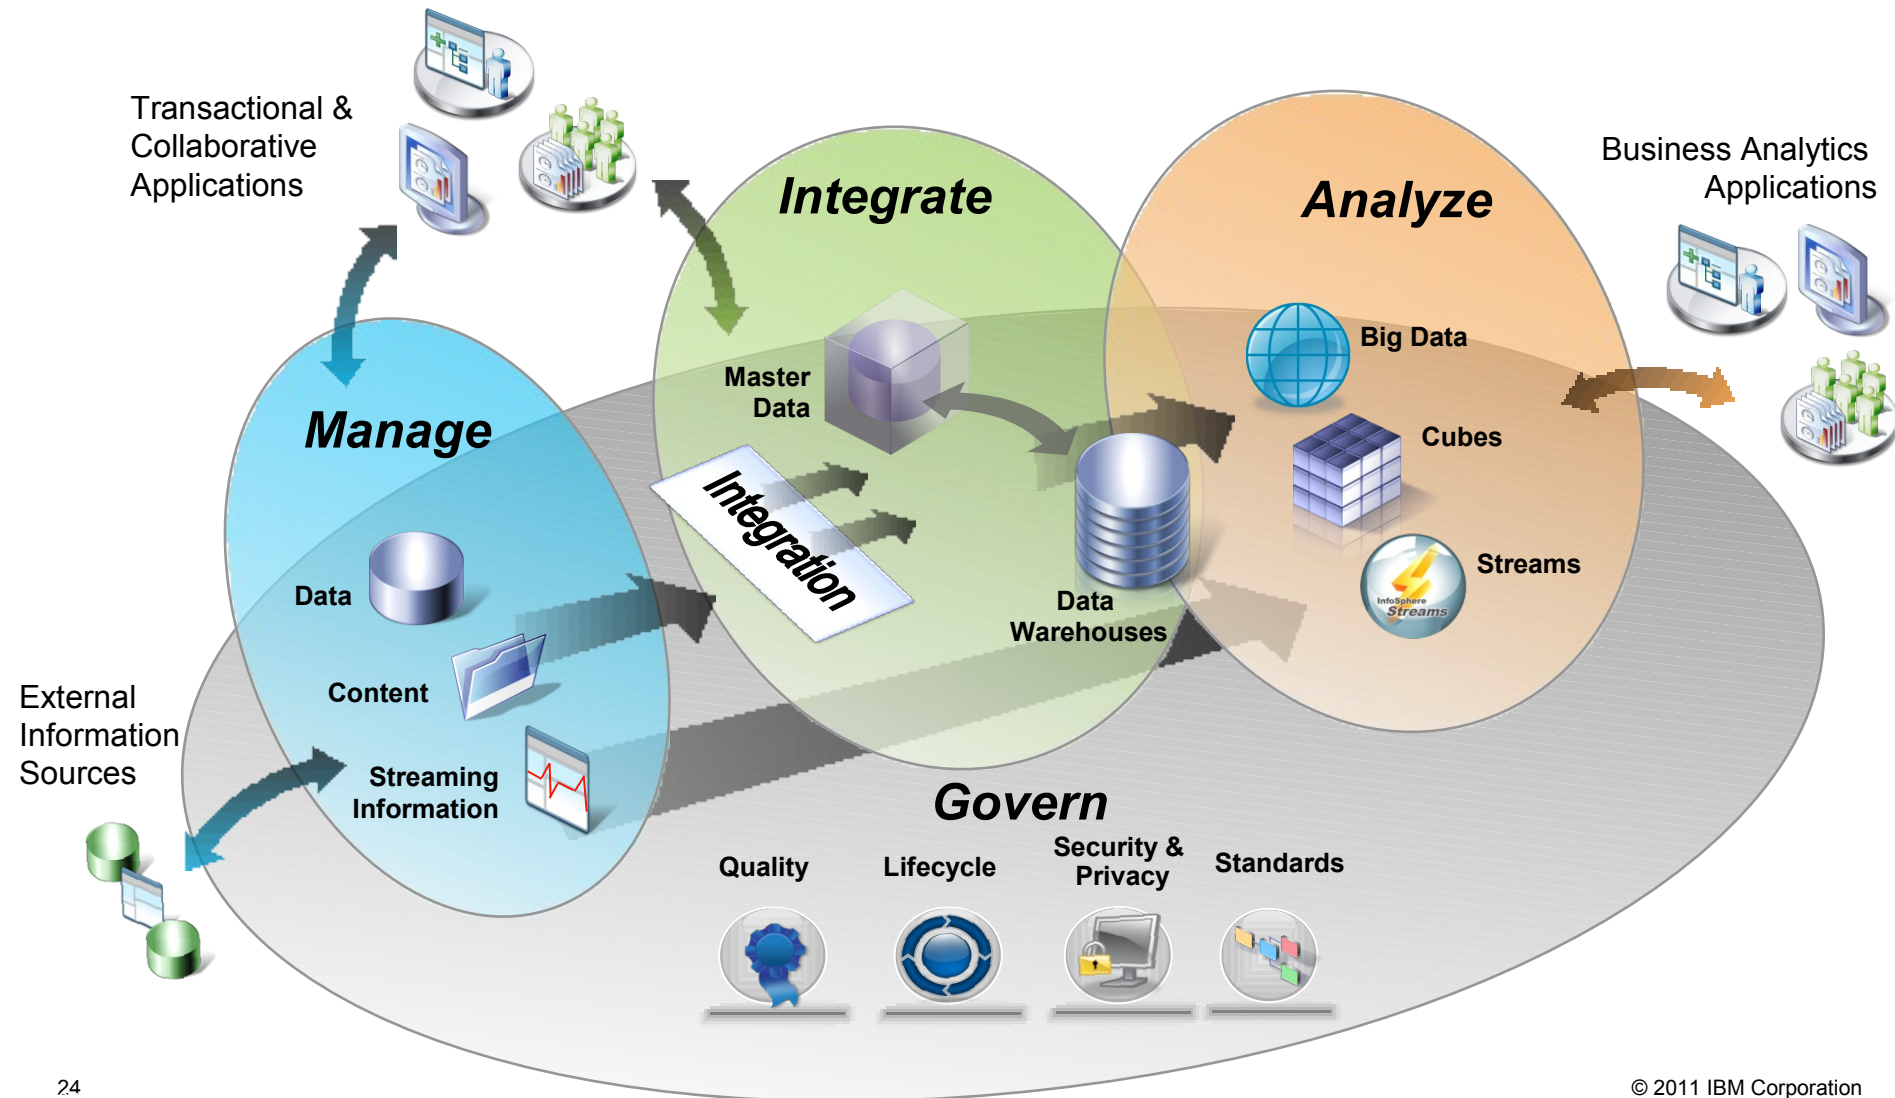 Transactional &
Collaborative
Applications
Integrate
Analyze
Business Analytics
Applications
Manage
Master
Data
Big Data
Cubes
Integration
Streams
InfoSphere
Streams
Data
Data
Warehouses
Content
External
Information
Sources
Streaming
Information
Govern
Quality
Lifecycle
Security &
Privacy
Standards
24
© 2011 IBM Corporation